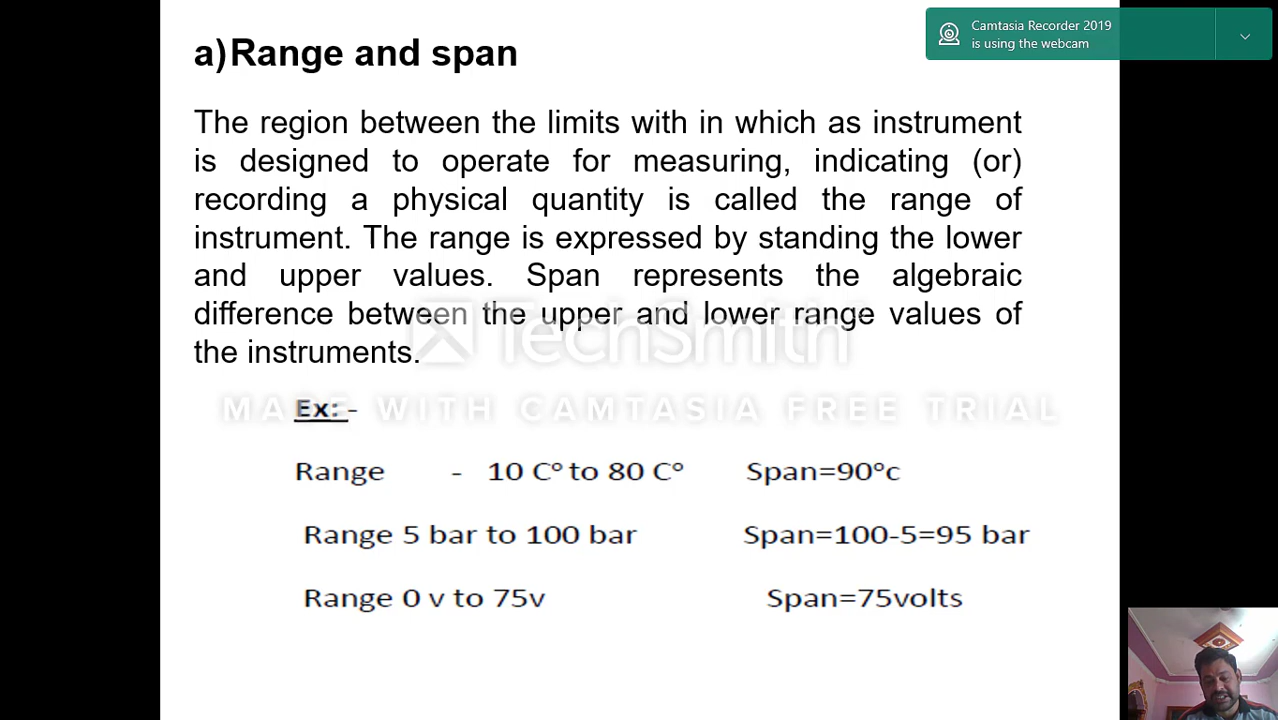 Camtasia Recorder 2019
is using the webcam
a)Range and span
The region between the limits with in which as instrument
is designed to operate for measuring, indicating (or)
recording a physical quantity is called the range of
instrument. The range is expressed by standing the lower
and upper values. Span represents the algebraic
difference between the upper and lower range values of
the instruments.
TechSmith
MADE WITH CAMTASIA FREE TRIAL
Ex: -
Range - 10 C° to 80 C° Span=90°c
Range 5 bar to 100 bar Span=100-5=95 bar
Range 0 v to 75v Span=75volts